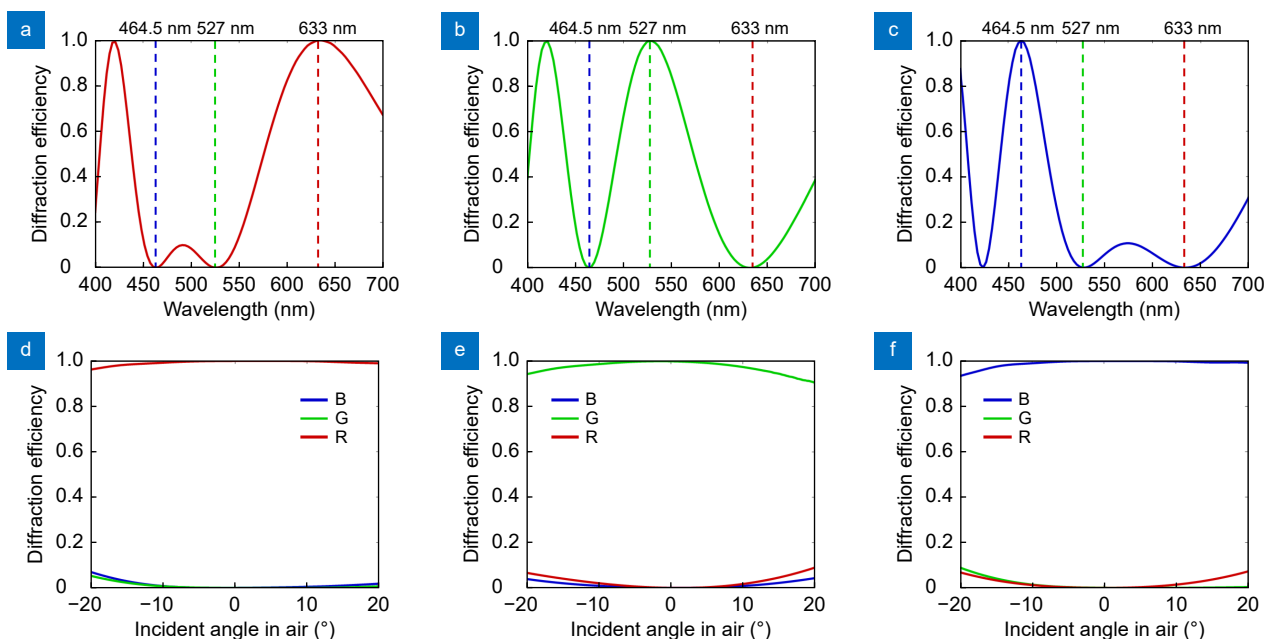 a
464.5 nm 527 nm 633 nm
1.0
0.8
0.6
0.4
0.2
0
Diffraction efficiency
400 450 500 550 600 650 700
Wavelength (nm)
b
464.5 nm 527 nm 633 nm
1.0
0.8
0.6
0.4
0.2
0
Diffraction efficiency
400 450 500 550 600 650 700
Wavelength (nm)
c
464.5 nm 527 nm 633 nm
1.0
0.8
0.6
0.4
0.2
0
Diffraction efficiency
400 450 500 550 600 650 700
Wavelength (nm)
d
1.0
0.8
0.6
0.4
0.2
0
Diffraction efficiency
B
G
R
−20 −10 0 10 20
Incident angle in air (°)
e
1.0
0.8
0.6
0.4
0.2
0
Diffraction efficiency
B
G
R
−20 −10 0 10 20
Incident angle in air (°)
f
1.0
0.8
0.6
0.4
0.2
0
Diffraction efficiency
B
G
R
−20 −10 0 10 20
Incident angle in air (°)